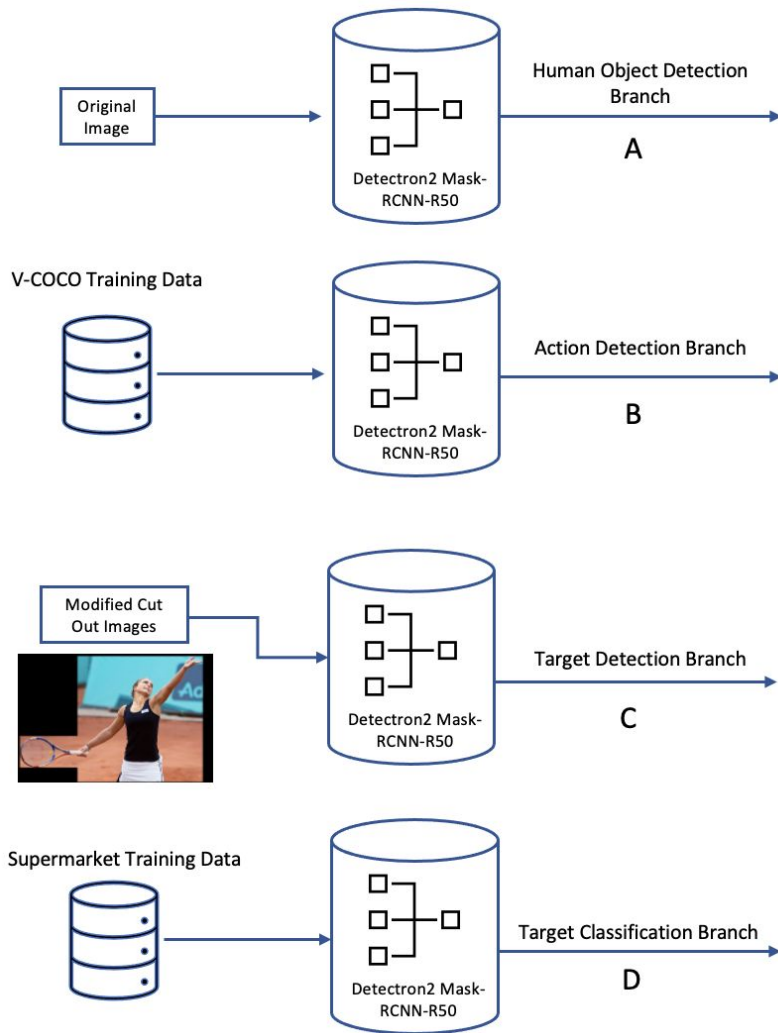 Original
Image
Detectron2 Mask-
RCNN-R50
Human Object Detection
Branch
A
V-COCO Training Data
Detectron2 Mask-
RCNN-R50
Action Detection Branch
B
Modified Cut
Out Images
Detectron2 Mask-
RCNN-R50
Target Detection Branch
C
Supermarket Training Data
Detectron2 Mask-
RCNN-R50
Target Classification Branch
D